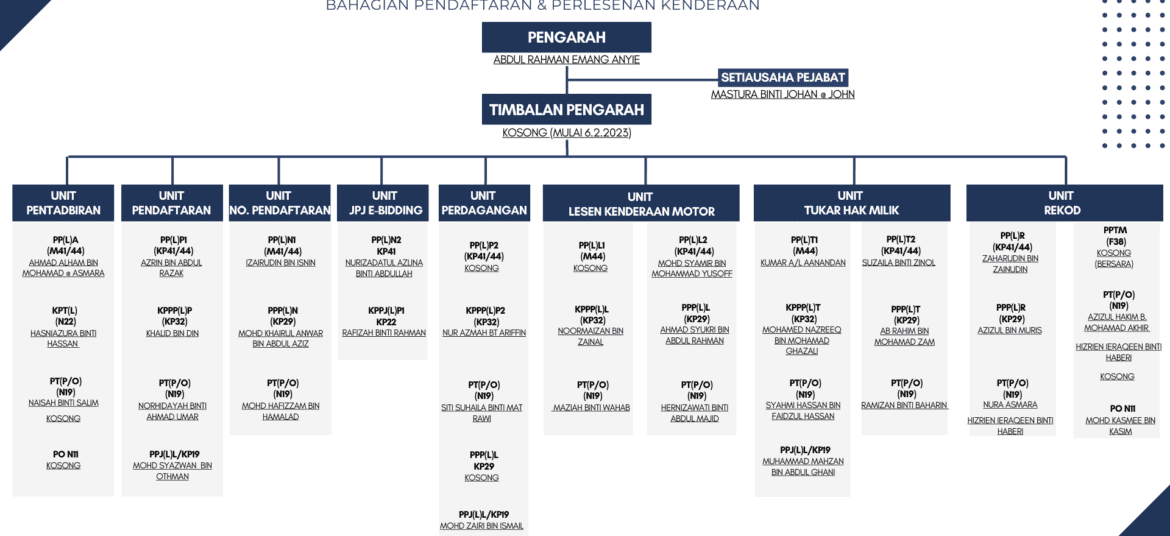 BAHAGIAN PENDAFTARAN & PERLESENAN KENDERAAN
PENGARAH
ABDUL RAHMAN EMANG ANYIE
SETIAUSAHA PEJABAT
MASTURA BINTI JOHAN @ JOHN
TIMBALAN PENGARAH
KOSONG (MULAI 6.2.2023)
UNIT
PENTADBIRAN
PP(L)A
(M41/44)
AHMAD ALHAM BIN
MOHAMAD @ ASMARA
KPT(L)
(N22)
HASNIAZURA BINTI
HASSAN
PT(P/O)
(N19)
NAISAH BINTI SALIM
KOSONG
PO N11
KOSONG
UNIT
PENDAFTARAN
PP(L)P1
(KP41/44)
AZRIN BIN ABDUL
RAZAK
KPPP(L)P
(KP32)
KHALID BIN DIN
PT(P/O)
(N19)
NORHIDAYAH BINTI
AHMAD UMAR
PPJ(L)L/KP19
MOHD SYAZWAN BIN
OTHMAN
UNIT
NO. PENDAFTARAN
PP(L)N1
(M41/44)
IZAIRUDIN BIN ISNIN
PPP(L)N
(KP29)
MOHD KHAIRUL ANWAR
BIN ABDUL AZIZ
PT(P/O)
(N19)
MOHD HAFIZZAM BIN
HAMALAD
UNIT
JPJ E-BIDDING
PP(L)N2
KP41
NURIZADATUL AZLINA
BINTI ABDULLAH
KPPJ(L)P1
KP22
RAFIZAH BINTI RAHMAN
UNIT
PERDAGANGAN
PP(L)P2
(KP41/44)
KOSONG
KPPP(L)P2
(KP32)
NUR AZMAH BT ARIFFIN
PT(P/O)
(N19)
SITI SUHAILA BINTI MAT
RAWI
PPP(L)L
KP29
KOSONG
PPJ(L)L/KP19
MOHD ZAIRI BIN ISMAIL
UNIT
LESEN KENDERAAN MOTOR
PP(L)L1
(M44)
KOSONG
KPPP(L)L
(KP32)
NOORMAIZAN BIN
ZAINAL
PT(P/O)
(N19)
MAZIAH BINTI WAHAB
PP(L)L2
(KP41/44)
MOHD SYAMIR BIN
MOHAMMAD YUSOFF
PPP(L)L
(KP29)
AHMAD SYUKRI BIN
ABDUL RAHMAN
PT(P/O)
(N19)
HERNIZAWATI BINTI
ABDUL MAJID
UNIT
TUKAR HAK MILIK
PP(L)T1
(M44)
KUMAR A/L AANANDAN
KPPP(L)T
(KP32)
MOHAMED NAZREEQ
BIN MOHAMAD
GHAZALI
PT(P/O)
(N19)
SYAHMI HASSAN BIN
FAIDZUL HASSAN
PPJ(L)L/KP19
MUHAMMAD MAHZAN
BIN ABDUL GHANI
PP(L)T2
(KP41/44)
SUZAILA BINTI ZINOL
PPP(L)T
(KP29)
AB RAHIM BIN
MOHAMAD ZAM
PT(P/O)
(N19)
RAMIZAN BINTI BAHARIN
UNIT
REKOD
PP(L)R
(KP41/44)
ZAHARUDIN BIN
ZAINUDIN
PPP(L)R
(KP29)
AZIZUL BIN MURIS
PT(P/O)
(N19)
NURA ASMARA
HIZRIEN IERAQEEN BINTI
HABERI
PPTM
(F38)
KOSONG
(BERSARA)
PT(P/O)
(N19)
AZIZUL HAKIM B.
MOHAMAD AKHIR
HIZRIEN IERAQEEN BINTI
HABERI
KOSONG
PO N11
MOHD KASMEE BIN
KASIM